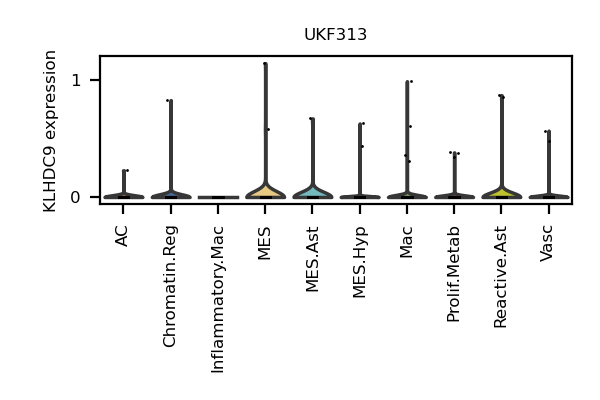 UKF313
KLHDC9 expression
1
0
AC
Chromatin.Reg
Inflammatory.Mac
MES
MES.Ast
MES.Hyp
Mac
Prolif.Metab
Reactive.Ast
Vasc